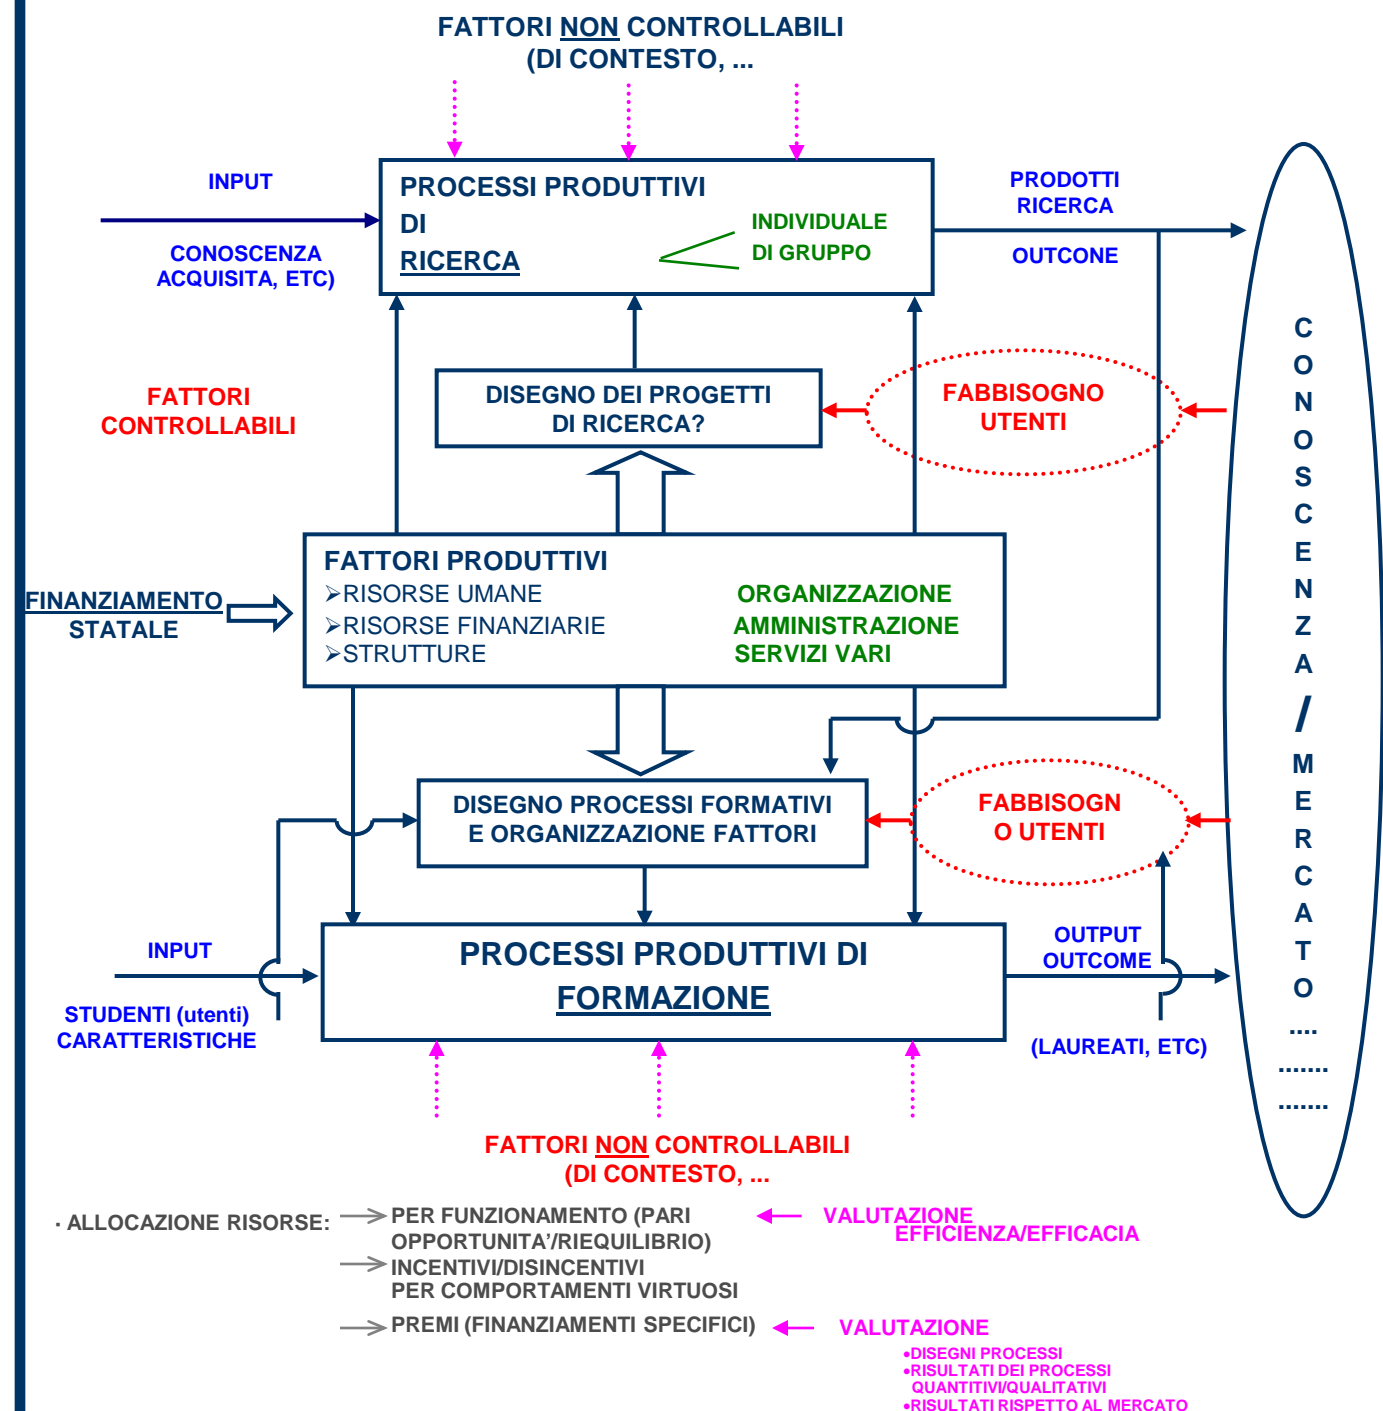 FATTORI NON CONTROLLABILI
(DI CONTESTO, ...
INPUT
CONOSCENZA
ACQUISITA, ETC)
PROCESSI PRODUTTIVI
DI
RICERCA
INDIVIDUALE
DI GRUPPO
PRODOTTI
RICERCA
OUTCONE
FATTORI
CONTROLLABILI
DISEGNO DEI PROGETTI
DI RICERCA?
FABBISOGNO
UTENTI
FINANZIAMENTO
STATALE
FATTORI PRODUTTIVI
➢RISORSE UMANE
➢RISORSE FINANZIARIE
➢STRUTTURE
ORGANIZZAZIONE
AMMINISTRAZIONE
SERVIZI VARI
DISEGNO PROCESSI FORMATIVI
E ORGANIZZAZIONE FATTORI
FABBISOGN
O UTENTI
INPUT
STUDENTI (utenti)
CARATTERISTICHE
PROCESSI PRODUTTIVI DI
FORMAZIONE
OUTPUT
OUTCOME
(LAUREATI, ETC)
C
O
N
O
S
C
E
N
Z
A
/
M
E
R
C
A
T
O
....
.......
.......
FATTORI NON CONTROLLABILI
(DI CONTESTO, ...
· ALLOCAZIONE RISORSE:
PER FUNZIONAMENTO (PARI
OPPORTUNITA’/RIEQUILIBRIO)
INCENTIVI/DISINCENTIVI
PER COMPORTAMENTI VIRTUOSI
PREMI (FINANZIAMENTI SPECIFICI)
VALUTAZIONE
EFFICIENZA/EFFICACIA
VALUTAZIONE
•DISEGNI PROCESSI
•RISULTATI DEI PROCESSI
QUANTITIVI/QUALITATIVI
•RISULTATI RISPETTO AL MERCATO